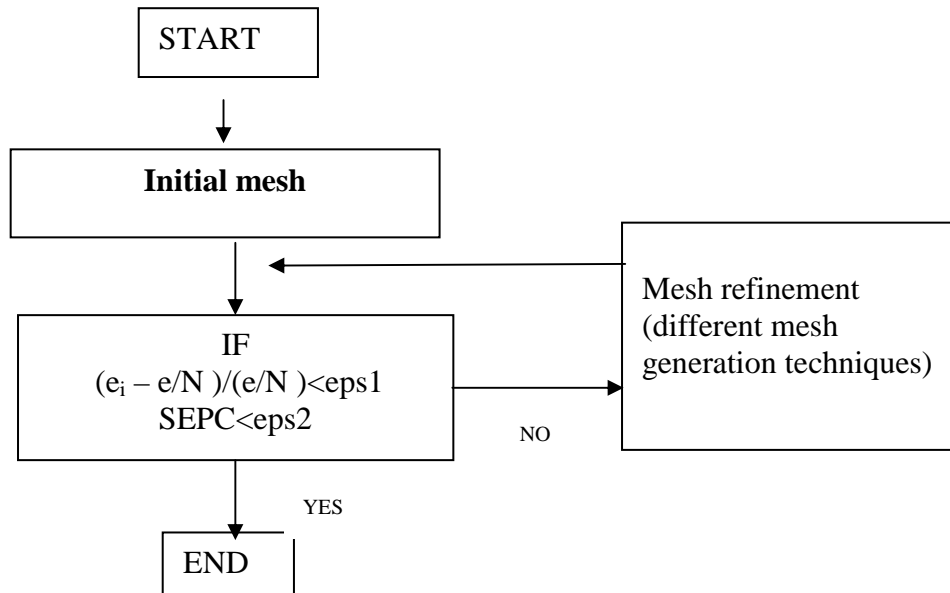 START
Initial mesh
Mesh refinement
(different mesh
generation techniques)
IF
(eᵢ – e/N )/(e/N )<eps1
SEPC<eps2
NO
YES
END